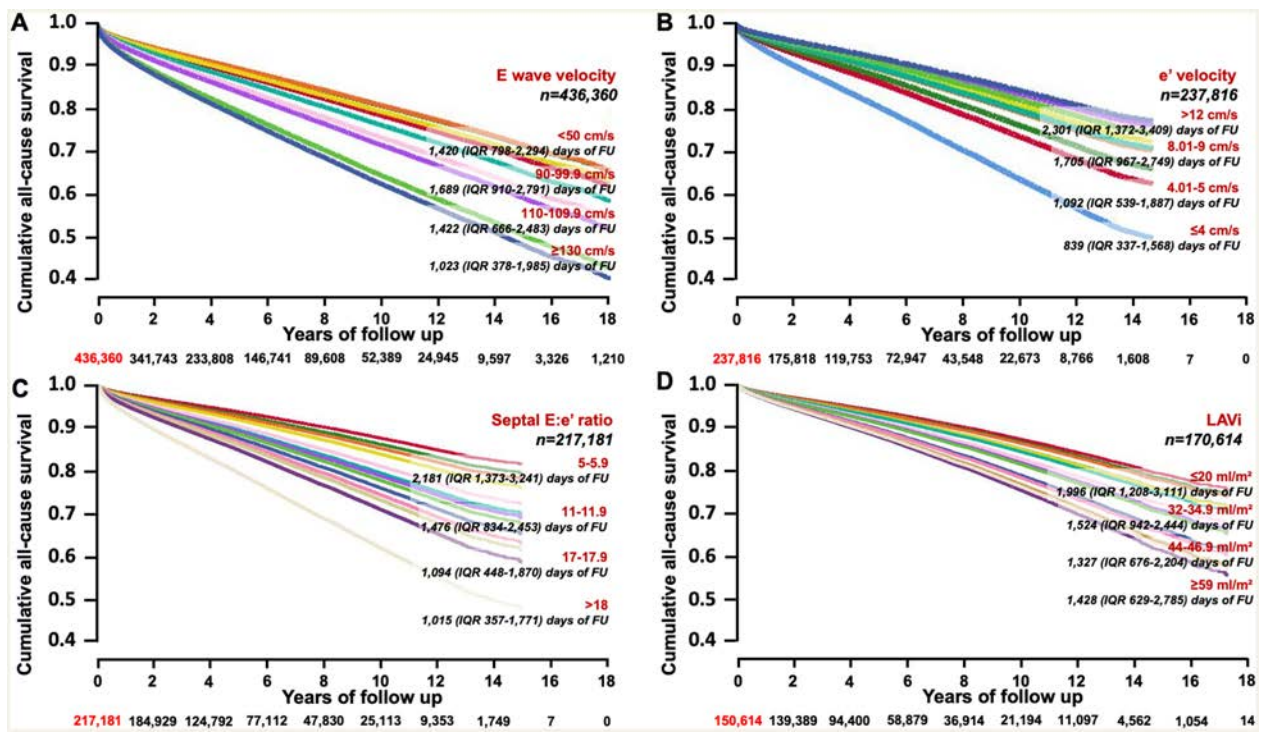 A
Cumulative all-cause survival
1.0
0.9
0.8
0.7
0.6
0.5
0.4
E wave velocity
n=436,360
<50 cm/s
1,420 (IQR 798-2,294) days of FU
90-99.9 cm/s
1,689 (IQR 910-2,791) days of FU
110-109.9 cm/s
1,422 (IQR 666-2,483) days of FU
≥130 cm/s
1,023 (IQR 378-1,985) days of FU
0 2 4 6 8 10 12 14 16 18
Years of follow up
436,360 341,743 233,808 146,741 89,608 52,389 24,945 9,597 3,326 1,210
B
Cumulative all-cause survival
1.0
0.9
0.8
0.7
0.6
0.5
0.4
e' velocity
n=237,816
>12 cm/s
2,301 (IQR 1,372-3,409) days of FU
8.01-9 cm/s
1,705 (IQR 967-2,749) days of FU
4.01-5 cm/s
1,092 (IQR 539-1,887) days of FU
≤4 cm/s
839 (IQR 337-1,568) days of FU
0 2 4 6 8 10 12 14 16 18
Years of follow up
237,816 175,818 119,753 72,947 43,548 22,673 8,766 1,608 7 0
C
Cumulative all-cause survival
1.0
0.9
0.8
0.7
0.6
0.5
0.4
Septal E:e' ratio
n=217,181
5-5.9
2,181 (IQR 1,373-3,241) days of FU
11-11.9
1,476 (IQR 834-2,453) days of FU
17-17.9
1,094 (IQR 448-1,870) days of FU
>18
1,015 (IQR 357-1,771) days of FU
0 2 4 6 8 10 12 14 16 18
Years of follow up
217,181 184,929 124,792 77,112 47,830 25,113 9,353 1,749 7 0
D
Cumulative all-cause survival
1.0
0.9
0.8
0.7
0.6
0.5
0.4
LAVi
n=170,614
≤20 ml/m²
1,996 (IQR 1,208-3,111) days of FU
32-34.9 ml/m²
1,524 (IQR 942-2,444) days of FU
44-46.9 ml/m²
1,327 (IQR 676-2,204) days of FU
≥59 ml/m²
1,428 (IQR 629-2,785) days of FU
0 2 4 6 8 10 12 14 16 18
Years of follow up
150,614 139,389 94,400 58,879 36,914 21,194 11,097 4,562 1,054 14